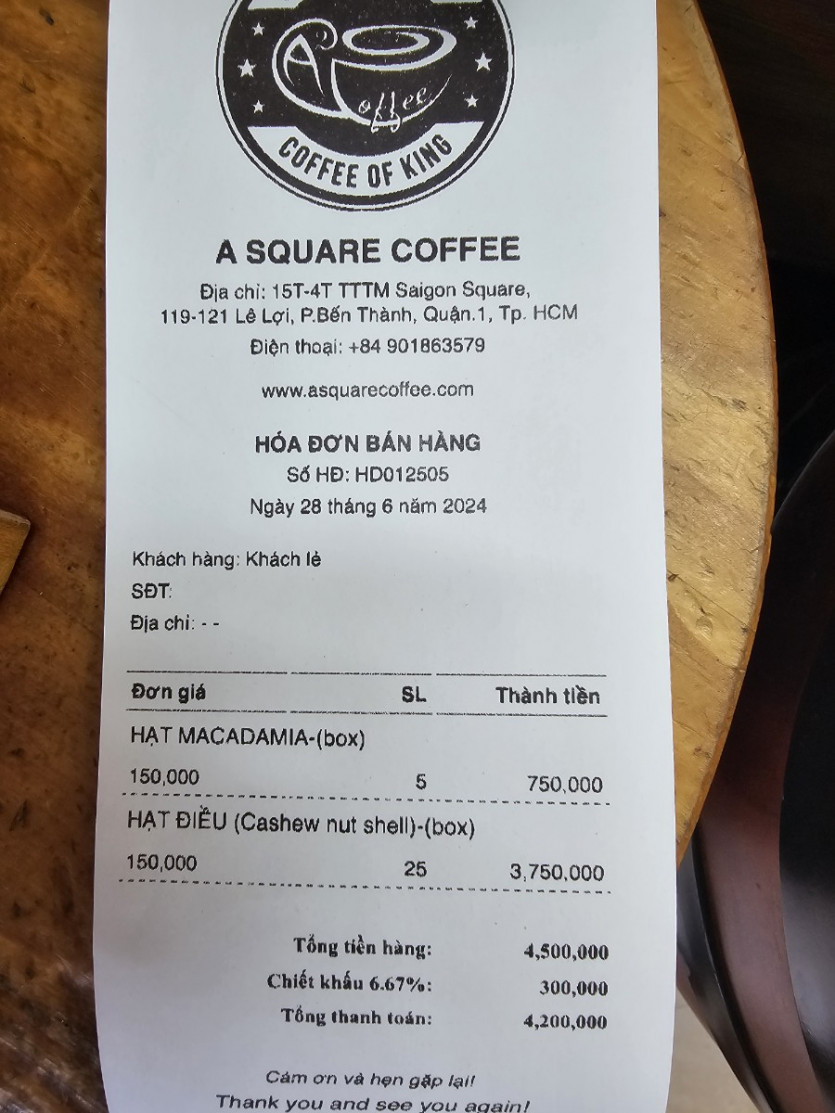 A Coffee
COFFEE OF KING
A SQUARE COFFEE
Địa chỉ: 15T-4T TTTM Saigon Square,
119-121 Lê Lợi, P.Bến Thành, Quận.1, Tp. HCM
Điện thoại: +84 901863579
www.asquarecoffee.com
HÓA ĐƠN BÁN HÀNG
Số HĐ: HD012505
Ngày 28 tháng 6 năm 2024
Khách hàng: Khách lẻ
SĐT:
Địa chỉ: - -
Đơn giá SL Thành tiền
HẠT MACADAMIA-(box)
150,000 5 750,000
HẠT ĐIỀU (Cashew nut shell)-(box)
150,000 25 3,750,000
Tổng tiền hàng: 4,500,000
Chiết khấu 6.67%: 300,000
Tổng thanh toán: 4,200,000
Cảm ơn và hẹn gặp lại!
Thank you and see you again!